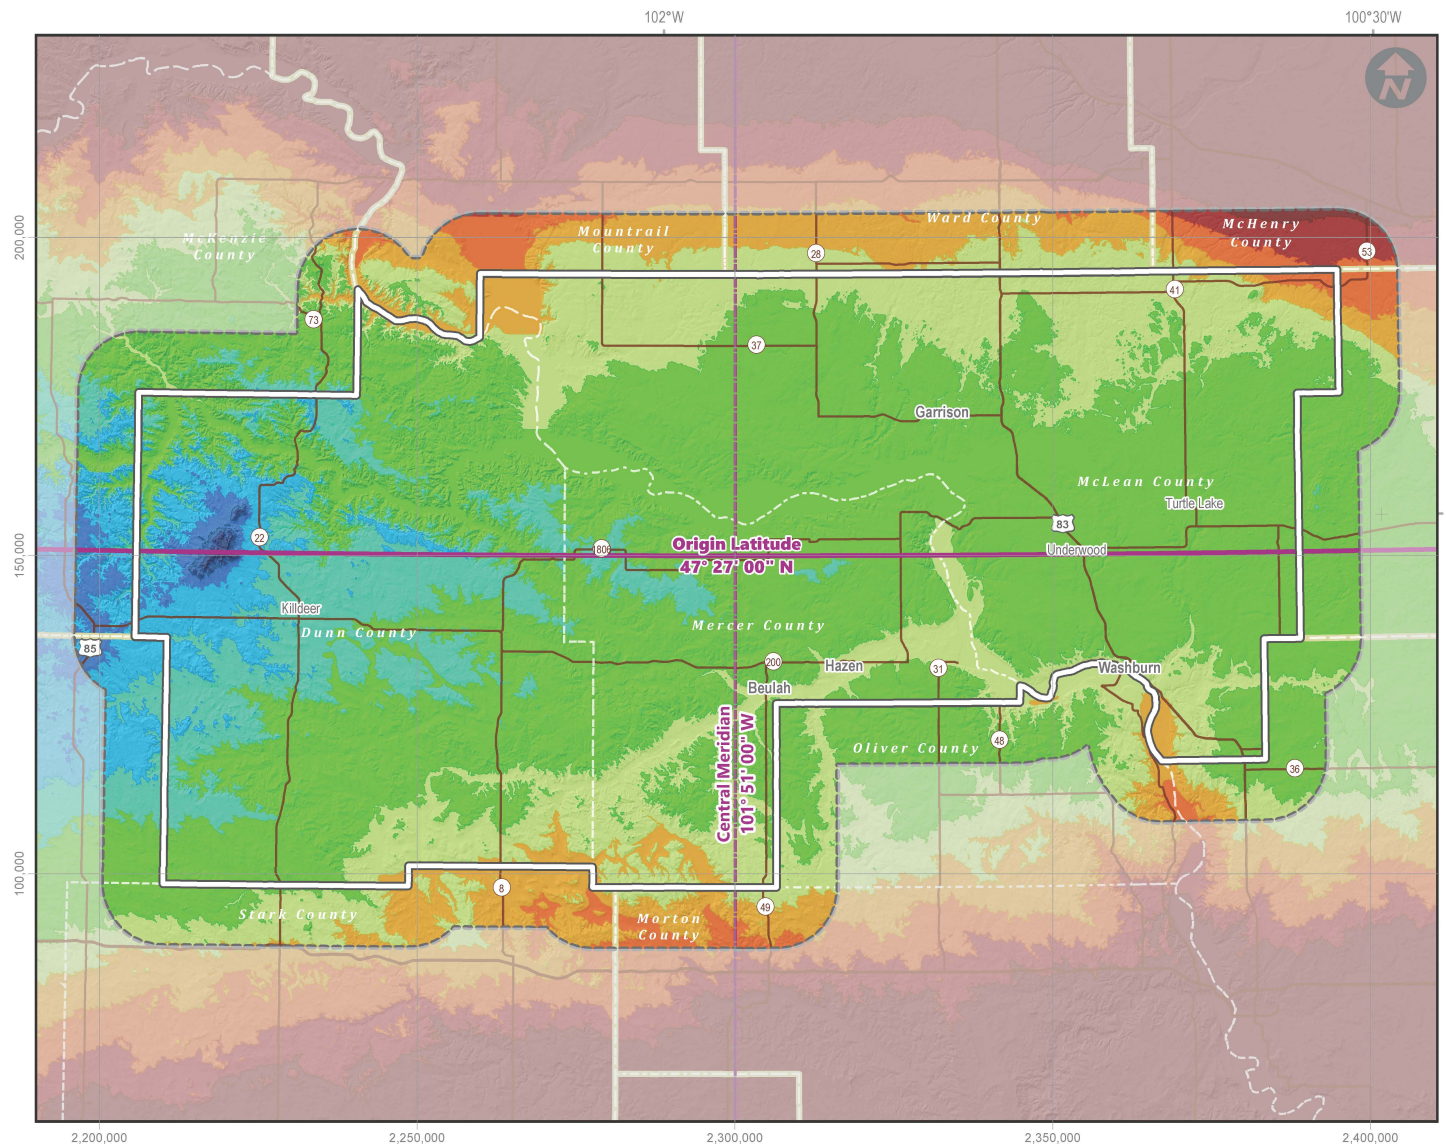 102°W
100°30'W
N
200,000
150,000
100,000
McKenzie
County
Mountrail
County
Ward County
McHenry
County
28
53
41
73
37
Garrison
McLean County
Turtle Lake
83
22
1806
Origin Latitude
47° 27' 00" N
Underwood
Killdeer
Dunn County
Mercer County
85
200
Hazen
31
Washburn
Beulah
Central Meridian
101° 51' 00" W
Oliver County
48
36
8
49
Stark County
Morton
County
2,200,000
2,250,000
2,300,000
2,350,000
2,400,000